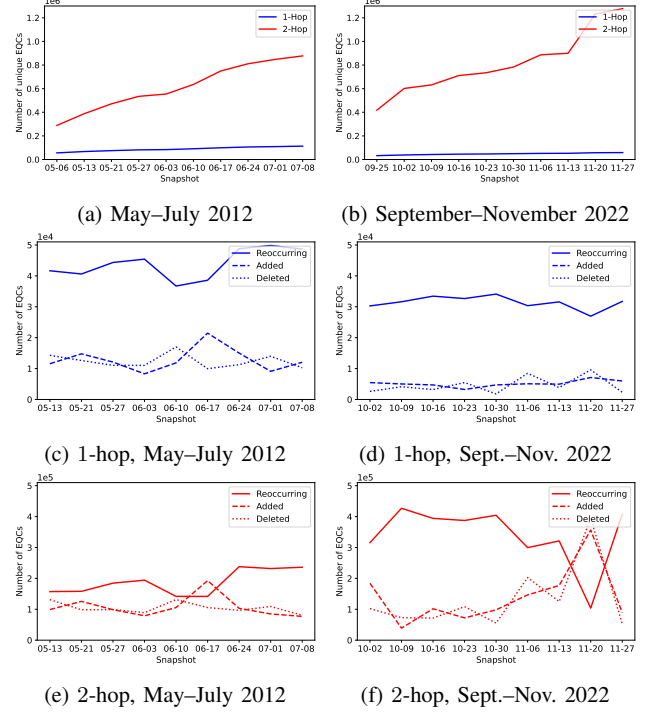 1e6
1e6
Number of unique EQCs
1.2
1.0
0.8
0.6
0.4
0.2
0.0
1-Hop
2-Hop
05-06 05-13 05-21 05-27 06-03 06-10 06-17 06-24 07-01 07-08
Snapshot
Number of unique EQCs
1.2
1.0
0.8
0.6
0.4
0.2
0.0
1-Hop
2-Hop
09-25 10-02 10-09 10-16 10-23 10-30 11-06 11-13 11-20 11-27
Snapshot
(a) May–July 2012
(b) September–November 2022
1e4
Number of EQCs
5
4
3
2
1
0
Reoccurring
Added
Deleted
05-13 05-21 05-27 06-03 06-10 06-17 06-24 07-01 07-08
Snapshot
1e4
Number of EQCs
5
4
3
2
1
0
Reoccurring
Added
Deleted
10-02 10-09 10-16 10-23 10-30 11-06 11-13 11-20 11-27
Snapshot
(c) 1-hop, May–July 2012
(d) 1-hop, Sept.–Nov. 2022
1e5
Number of EQCs
5
4
3
2
1
0
Reoccurring
Added
Deleted
05-13 05-21 05-27 06-03 06-10 06-17 06-24 07-01 07-08
Snapshot
1e5
Number of EQCs
5
4
3
2
1
0
Reoccurring
Added
Deleted
10-02 10-09 10-16 10-23 10-30 11-06 11-13 11-20 11-27
Snapshot
(e) 2-hop, May–July 2012
(f) 2-hop, Sept.–Nov. 2022